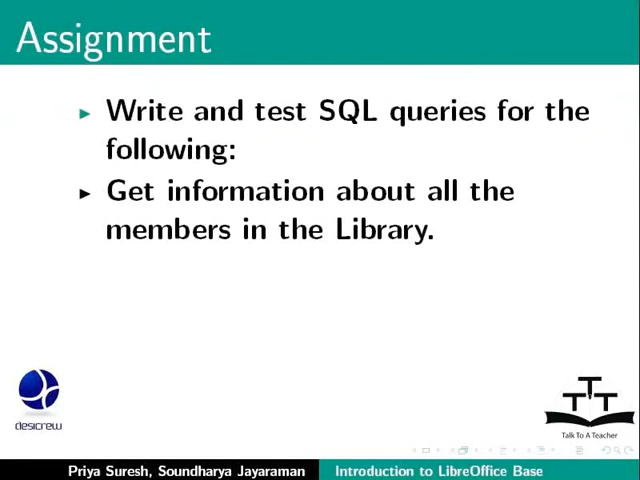 Assignment
Write and test SQL queries for the
following:
Get information about all the
members in the Library.
desicrew
TTT
Talk To A Teacher
Priya Suresh, Soundharya Jayaraman
Introduction to LibreOffice Base